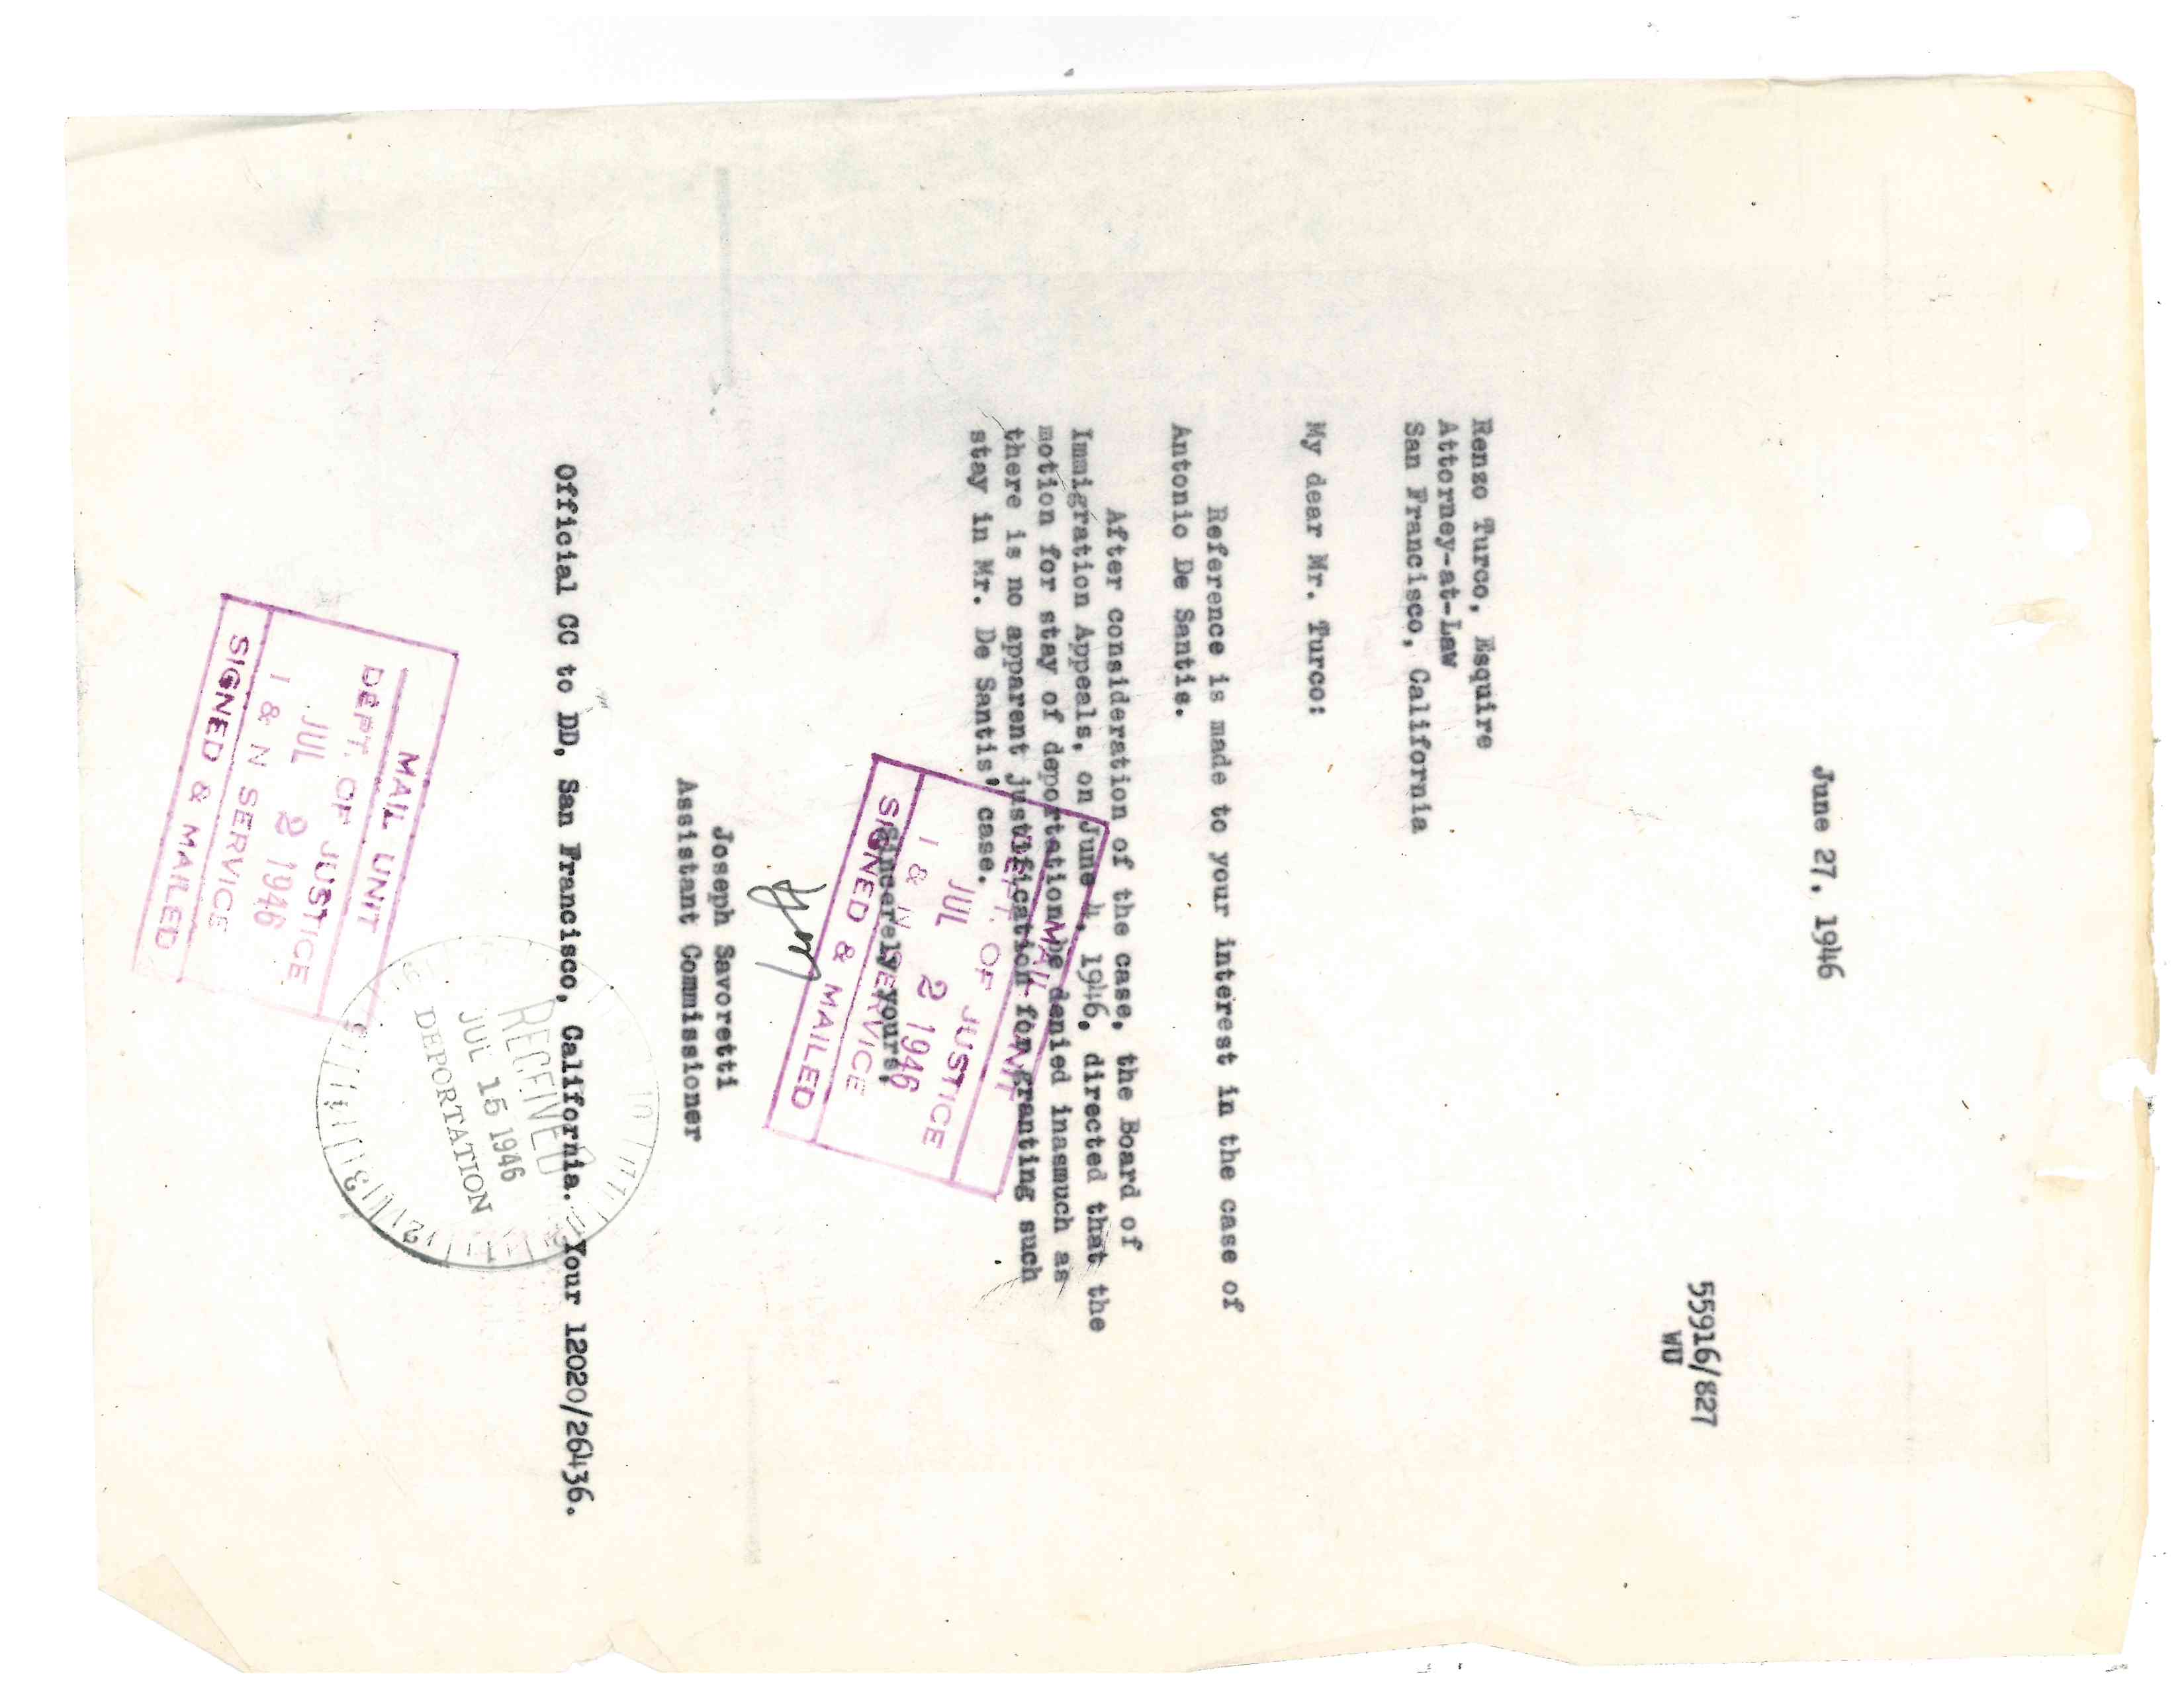 June 27, 1946
55916/827
WU
Renzo Turco, Esquire
Attorney-at-Law
San Francisco, California
My dear Mr. Turco:
Reference is made to your interest in the case of
Antonio De Santis.
After consideration of the case, the Board of
Immigration Appeals, on June 4, 1946, directed that the
motion for stay of deportation be denied inasmuch as
there is no apparent justification for granting such
stay in Mr. De Santis' case.
MAIL UNIT
DEPT. OF JUSTICE
JUL 2 1946
I & N SERVICE
SIGNED & MAILED
Sincerely yours,
Joseph Savoretti
Assistant Commissioner
Official CC to DD, San Francisco, California. Your 12020/26436.
RECEIVED
JUL 15 1946
DEPORTATION
MAIL UNIT
DEPT. OF JUSTICE
JUL 2 1946
I & N SERVICE
SIGNED & MAILED